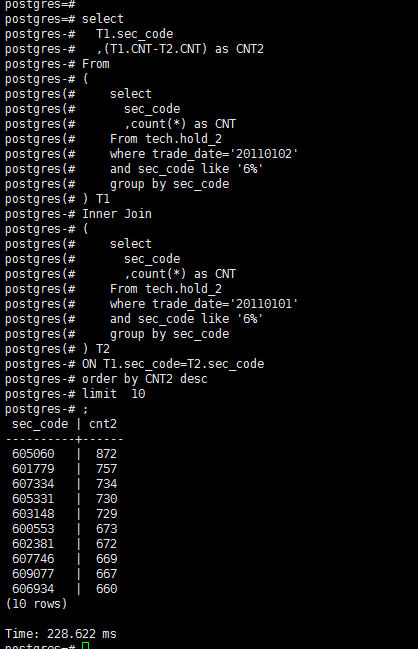 postgres=#
postgres=# select
postgres-#   T1.sec_code
postgres-#   ,(T1.CNT-T2.CNT) as CNT2
postgres-# From
postgres-# (
postgres(#     select
postgres(#       sec_code
postgres(#       ,count(*) as CNT
postgres(#     From tech.hold_2
postgres(#     where trade_date='20110102'
postgres(#     and sec_code like '6%'
postgres(#     group by sec_code
postgres(# ) T1
postgres-# Inner Join
postgres-# (
postgres(#     select
postgres(#       sec_code
postgres(#       ,count(*) as CNT
postgres(#     From tech.hold_2
postgres(#     where trade_date='20110101'
postgres(#     and sec_code like '6%'
postgres(#     group by sec_code
postgres(# ) T2
postgres-# ON T1.sec_code=T2.sec_code
postgres-# order by CNT2 desc
postgres-# limit  10
postgres-# ;
 sec_code | cnt2
----------+------
 605060   |  872
 601779   |  757
 607334   |  734
 605331   |  730
 603148   |  729
 600553   |  673
 602381   |  672
 607746   |  669
 609077   |  667
 606934   |  660
(10 rows)
Time: 228.622 ms
postgres=#